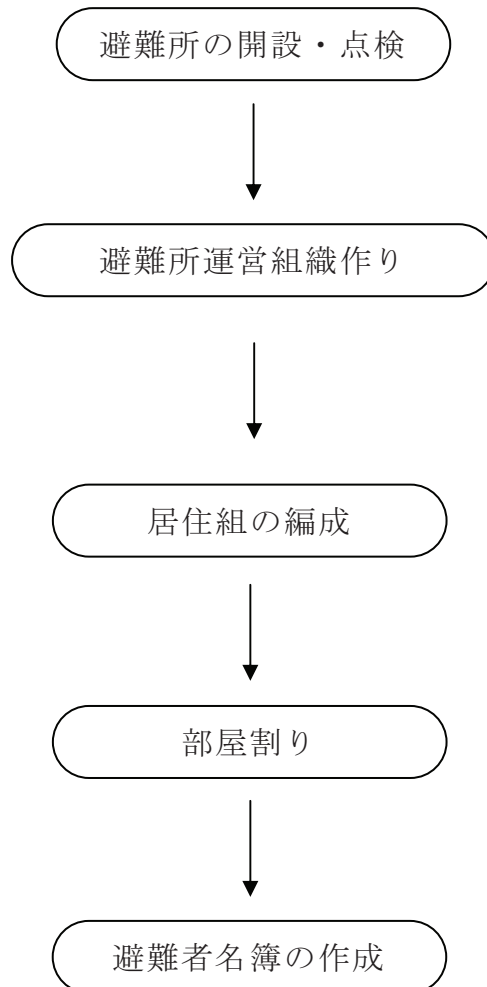 避難所の開設・点検
避難所運営組織作り
居住組の編成
部屋割り
避難者名簿の作成